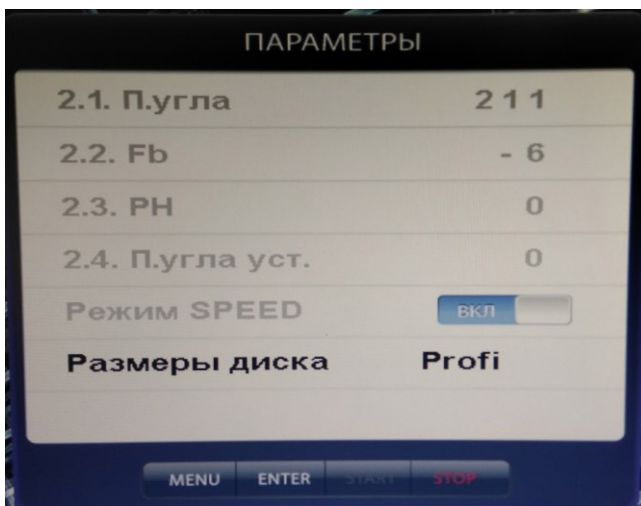 ПАРАМЕТРЫ
2.1. П.угла 211
2.2. Fb - 6
2.3. PH 0
2.4. П.угла уст. 0
Режим SPEED ВКЛ
Размеры диска Profi
MENU ENTER START STOP